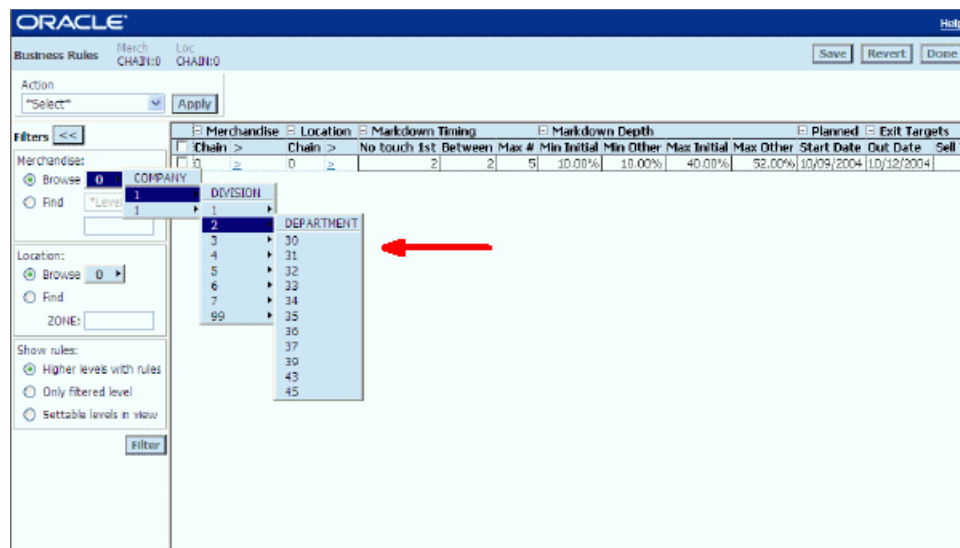 ORACLE
Help
Business Rules Merch CHAIN:0 Loc CHAIN:0 Save Revert Done
Action
"Select" Apply
Filters <<
Merchandise Location Markdown Timing Markdown Depth Planned Exit Targets
Chain > Chain > No touch 1st Between Max # Min Initial Min Other Max Initial Max Other Start Date Out Date Sell
0 > 0 > 2 2 5 10.00% 10.00% 40.00% 52.00% 10/09/2004 10/12/2004
Merchandise:
Browse 0
Find "Level
COMPANY
1
1
DIVISION
1
2
3
4
5
6
7
99
DEPARTMENT
30
31
32
33
34
35
36
37
39
43
45
Location:
Browse 0
Find
ZONE:
Show rules:
Higher levels with rules
Only filtered level
Settable levels in view
Filter